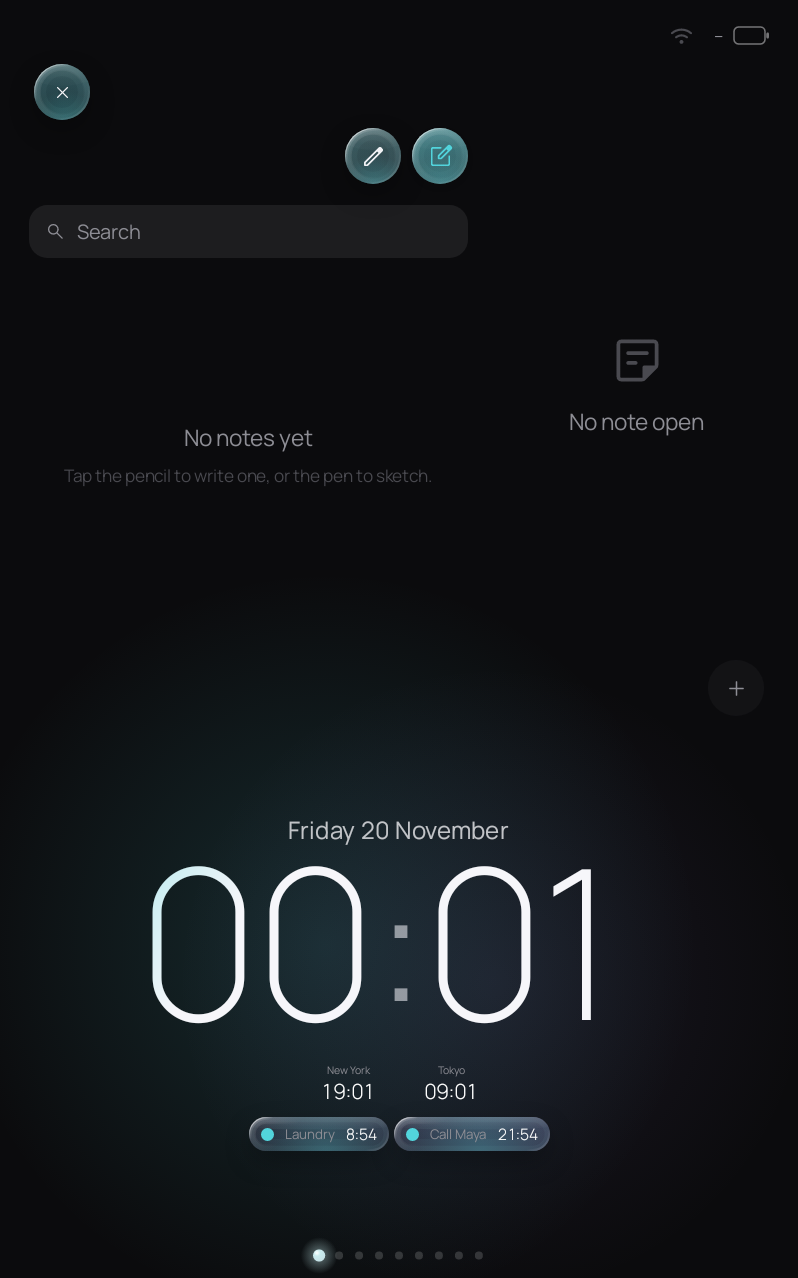 Search
No note open
No notes yet
Tap the pencil to write one, or the pen to sketch.
Friday 20 November
00:01
New York
19:01
Tokyo
09:01
Laundry 8:54
Call Maya 21:54